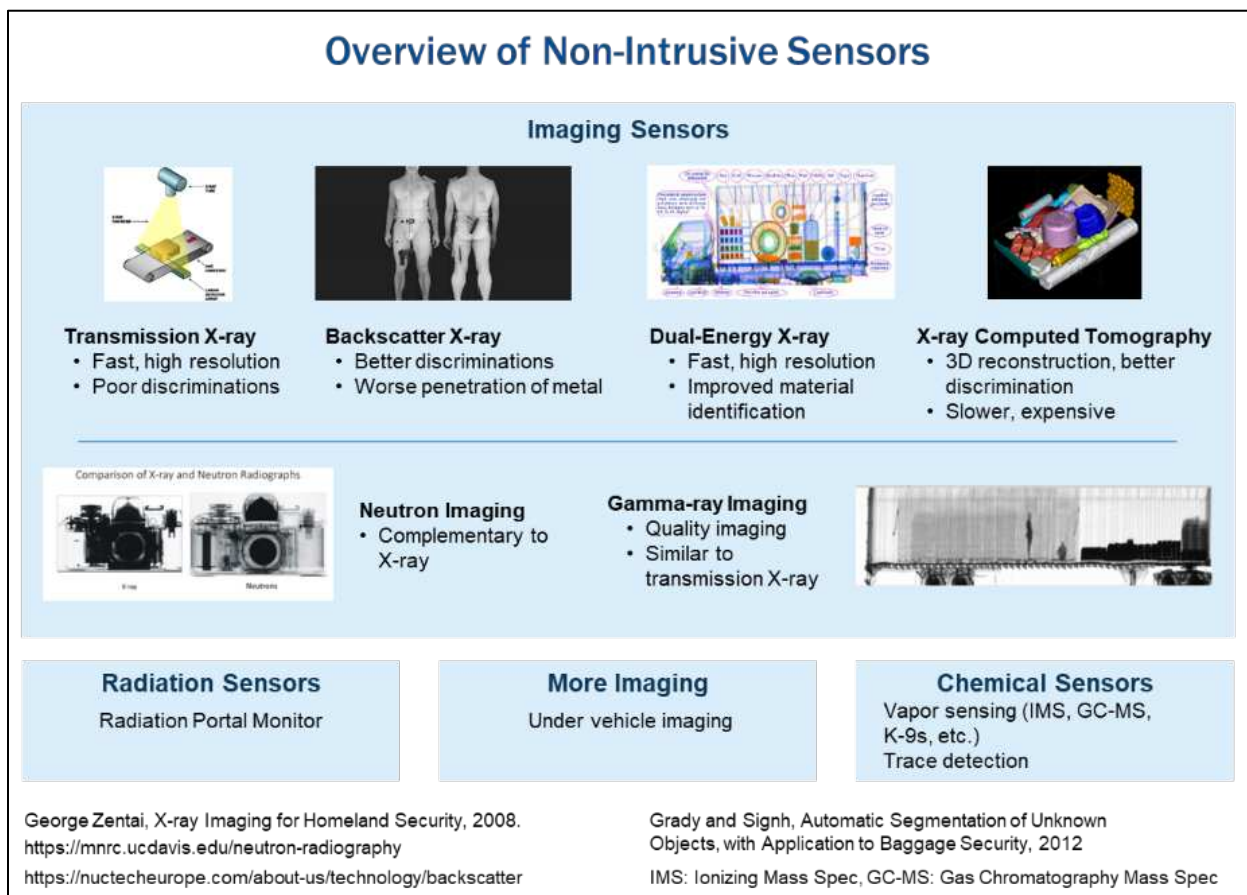 Overview of Non-Intrusive Sensors
Imaging Sensors
Transmission X-ray
• Fast, high resolution
• Poor discriminations
Backscatter X-ray
• Better discriminations
• Worse penetration of metal
Dual-Energy X-ray
• Fast, high resolution
• Improved material
identification
X-ray Computed Tomography
• 3D reconstruction, better
discrimination
• Slower, expensive
Comparison of X-ray and Neutron Radiographs
X-ray
Neutrons
Neutron Imaging
• Complementary to
X-ray
Gamma-ray Imaging
• Quality imaging
• Similar to
transmission X-ray
Radiation Sensors
Radiation Portal Monitor
More Imaging
Under vehicle imaging
Chemical Sensors
Vapor sensing (IMS, GC-MS,
K-9s, etc.)
Trace detection
George Zentai, X-ray Imaging for Homeland Security, 2008.
https://mnrc.ucdavis.edu/neutron-radiography
https://nuctecheurope.com/about-us/technology/backscatter
Grady and Signh, Automatic Segmentation of Unknown
Objects, with Application to Baggage Security, 2012
IMS: Ionizing Mass Spec, GC-MS: Gas Chromatography Mass Spec